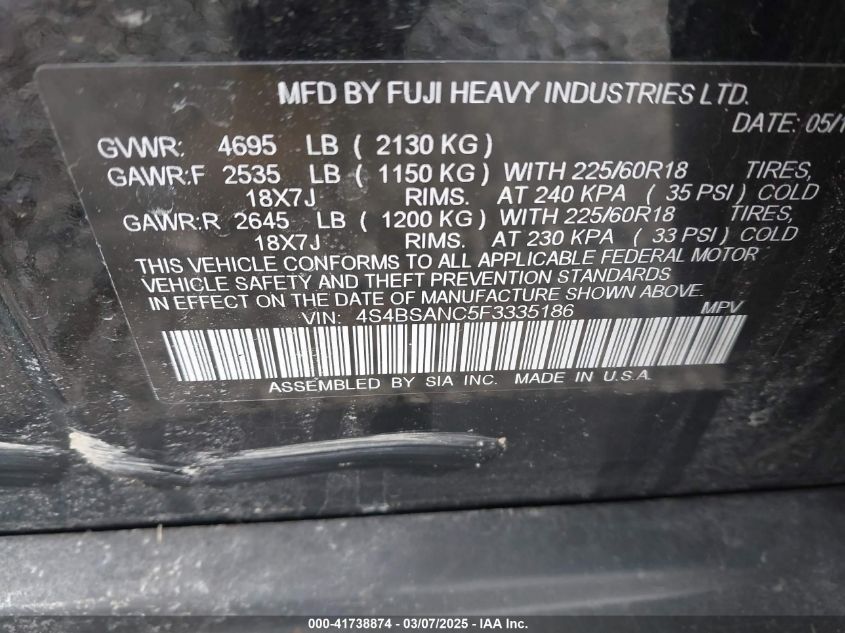 MFD BY FUJI HEAVY INDUSTRIES LTD.
DATE: 05/1
GVWR: 4695 LB ( 2130 KG)
GAWR:F 2535 LB ( 1150 KG) WITH 225/60R18 TIRES,
18X7J RIMS. AT 240 KPA ( 35 PSI) COLD
GAWR:R 2645 LB ( 1200 KG) WITH 225/60R18 TIRES,
18X7J RIMS. AT 230 KPA ( 33 PSI) COLD
THIS VEHICLE CONFORMS TO ALL APPLICABLE FEDERAL MOTOR
VEHICLE SAFETY AND THEFT PREVENTION STANDARDS
IN EFFECT ON THE DATE OF MANUFACTURE SHOWN ABOVE.
VIN: 4S4BSANC5F3335186 MPV
ASSEMBLED BY SIA INC. MADE IN U.S.A.
000-41738874 - 03/07/2025 - IAA Inc.